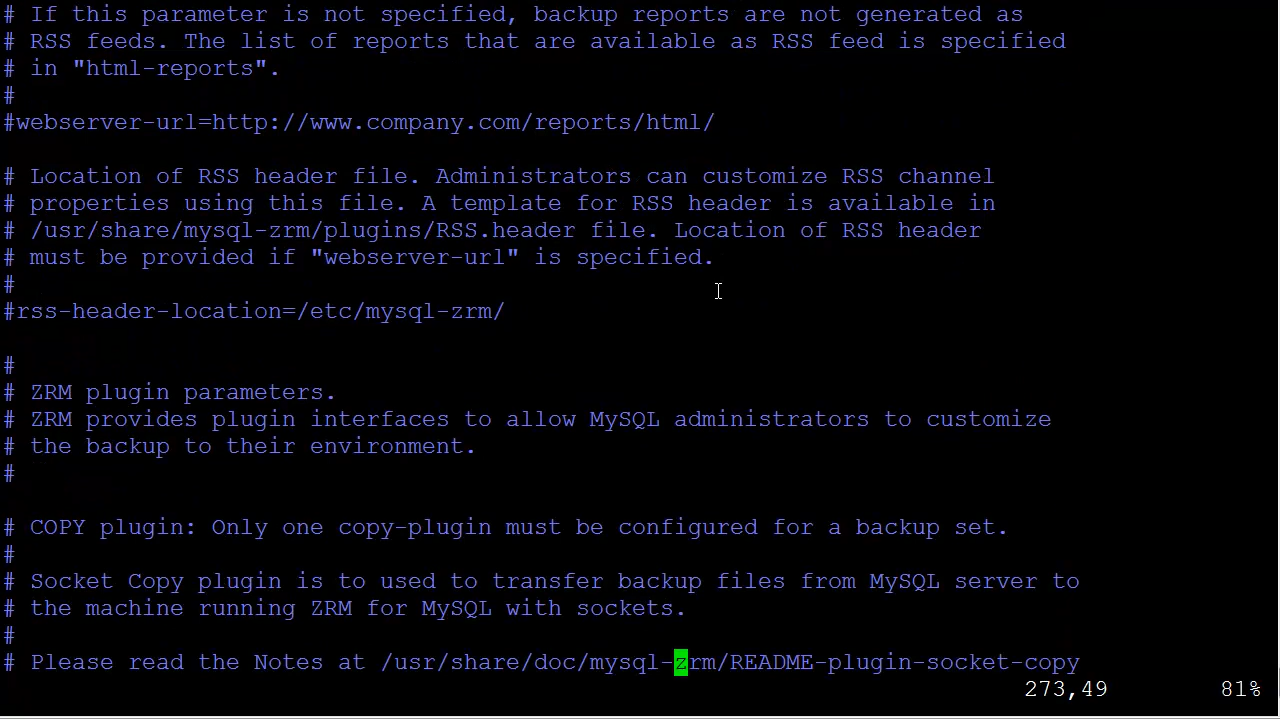 # If this parameter is not specified, backup reports are not generated as
# RSS feeds. The list of reports that are available as RSS feed is specified
# in "html-reports".
#
#webserver-url=http://www.company.com/reports/html/
# Location of RSS header file. Administrators can customize RSS channel
# properties using this file. A template for RSS header is available in
# /usr/share/mysql-zrm/plugins/RSS.header file. Location of RSS header
# must be provided if "webserver-url" is specified.
#
#rss-header-location=/etc/mysql-zrm/
#
# ZRM plugin parameters.
# ZRM provides plugin interfaces to allow MySQL administrators to customize
# the backup to their environment.
#
# COPY plugin: Only one copy-plugin must be configured for a backup set.
#
# Socket Copy plugin is to used to transfer backup files from MySQL server to
# the machine running ZRM for MySQL with sockets.
#
# Please read the Notes at /usr/share/doc/mysql-zrm/README-plugin-socket-copy
273,49 81%